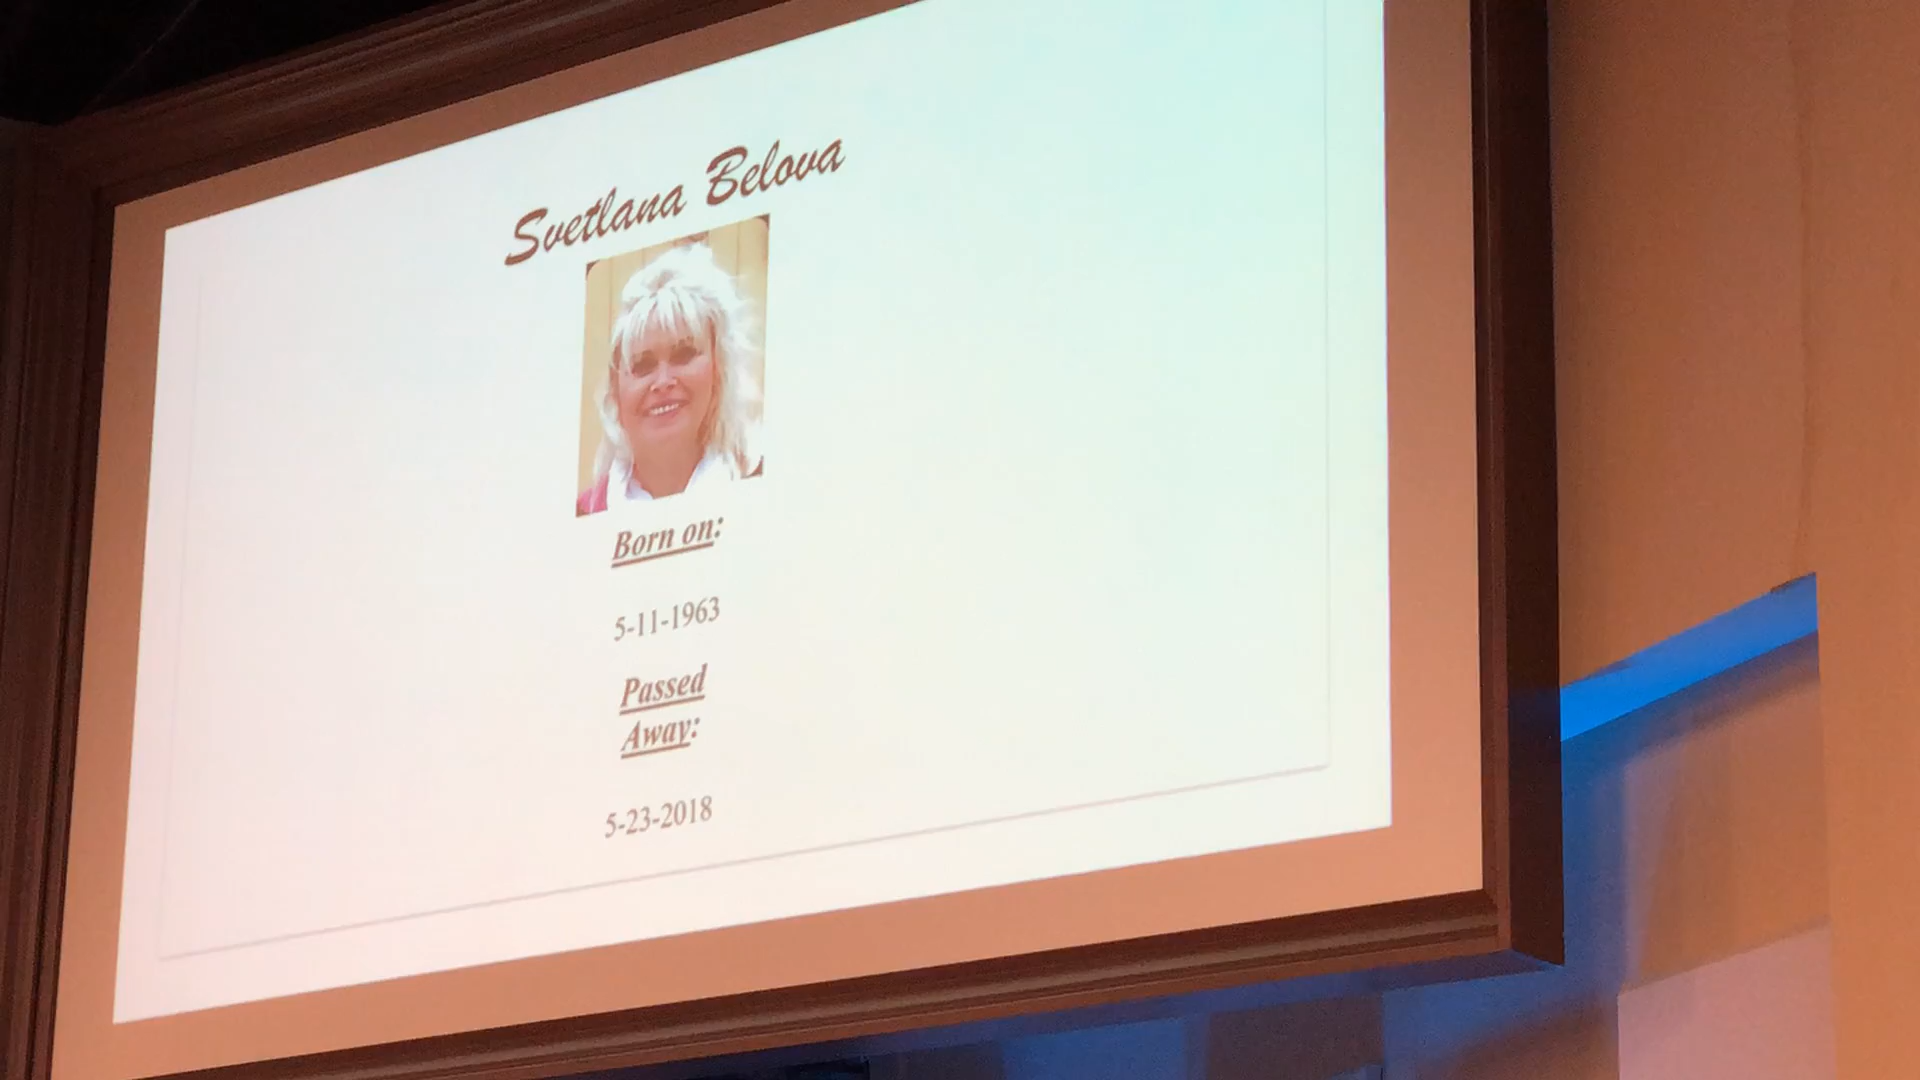 Svetlana Belova
Born on:
5-11-1963
Passed
Away:
5-23-2018